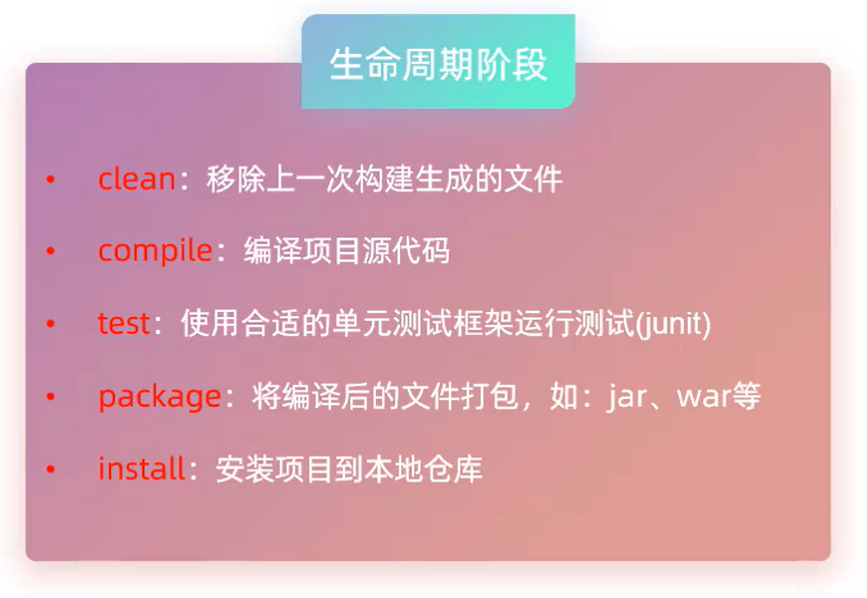 生命周期阶段
• clean：移除上一次构建生成的文件
• compile：编译项目源代码
• test：使用合适的单元测试框架运行测试(junit)
• package：将编译后的文件打包，如：jar、war等
• install：安装项目到本地仓库